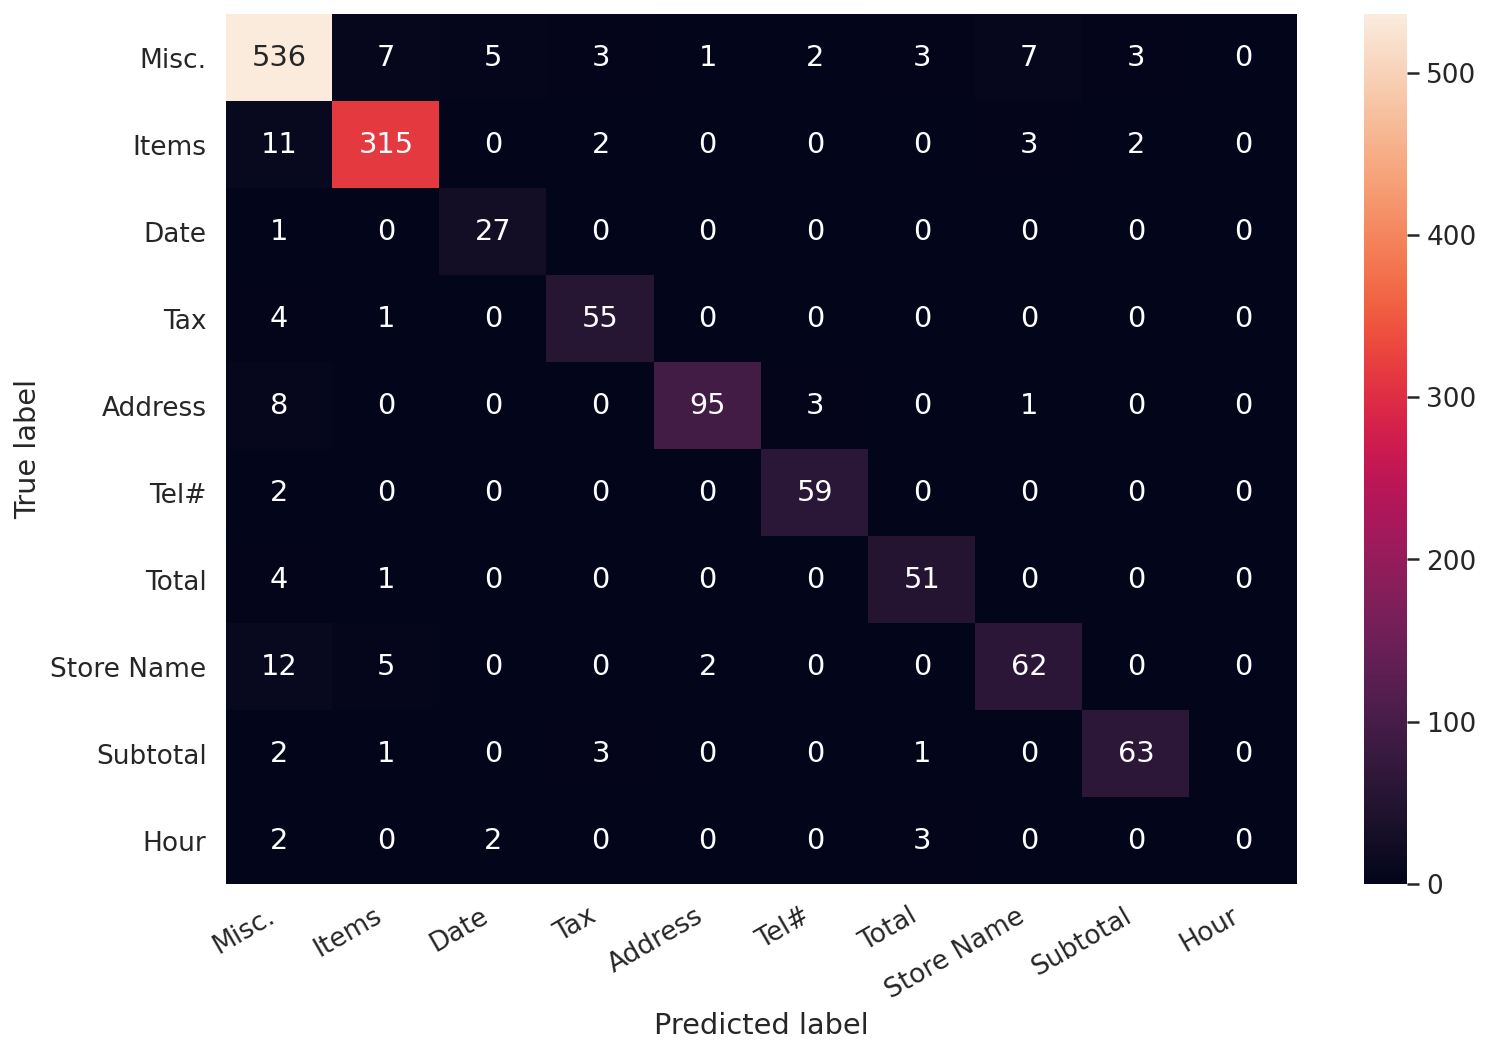 Misc. 536 7 5 3 1 2 3 7 3 0
Items 11 315 0 2 0 0 0 3 2 0
Date 1 0 27 0 0 0 0 0 0 0
Tax 4 1 0 55 0 0 0 0 0 0
Address 8 0 0 0 95 3 0 1 0 0
Tel# 2 0 0 0 0 59 0 0 0 0
Total 4 1 0 0 0 0 51 0 0 0
Store Name 12 5 0 0 2 0 0 62 0 0
Subtotal 2 1 0 3 0 0 1 0 63 0
Hour 2 0 2 0 0 0 3 0 0 0
True label
Misc. Items Date Tax Address Tel# Total Store Name Subtotal Hour
Predicted label
500
400
300
200
100
0